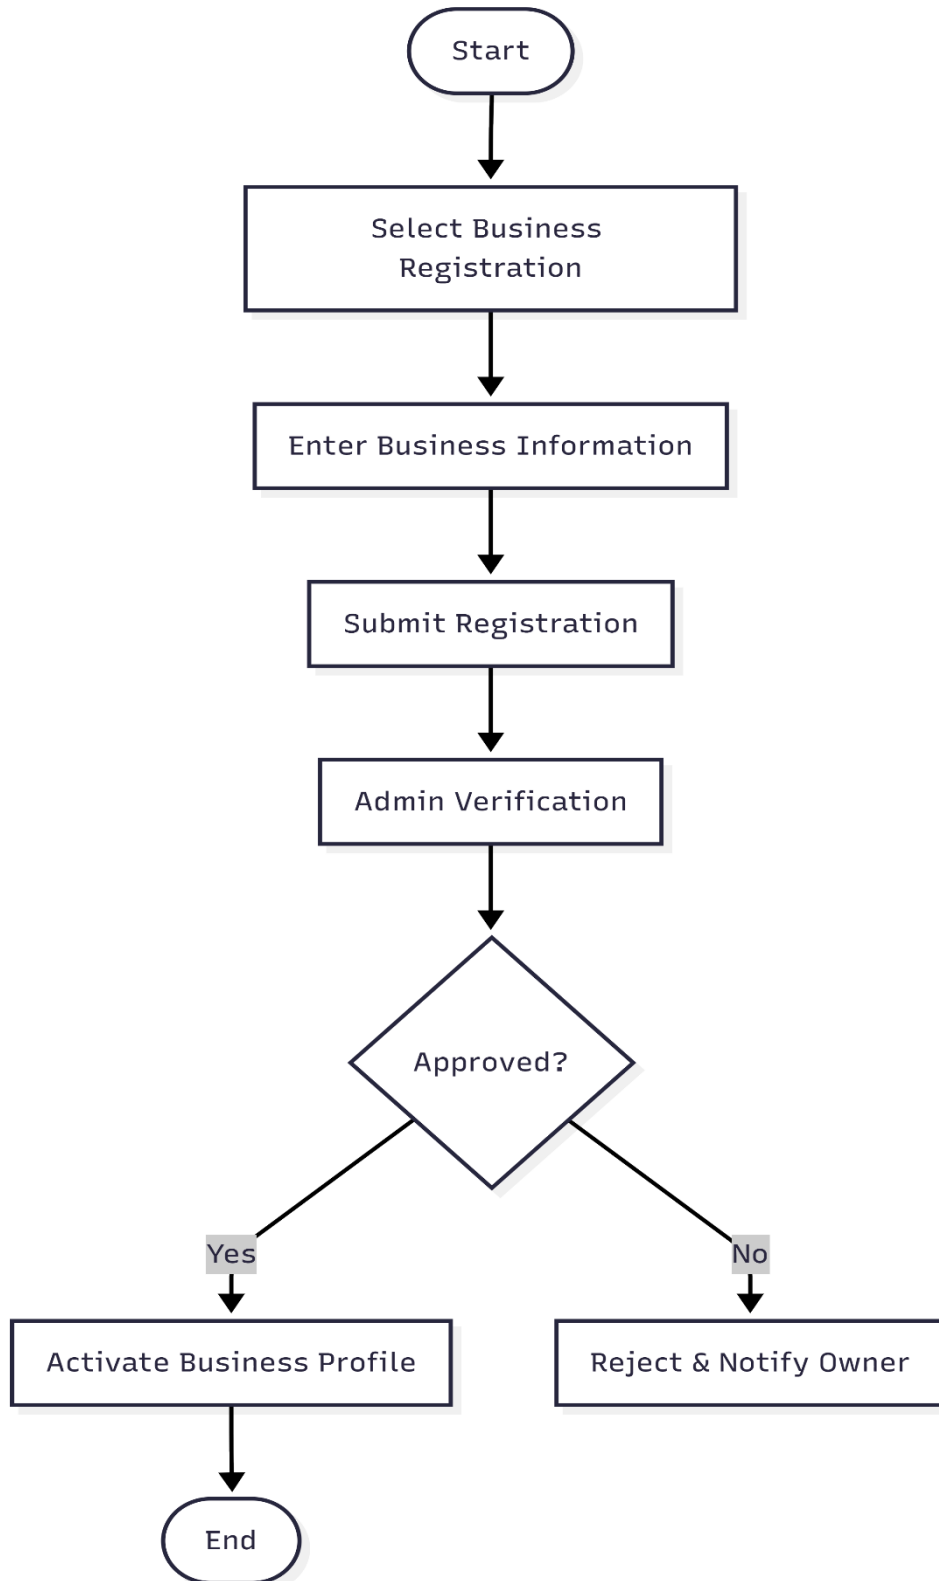 Start
Select Business
Registration
Enter Business Information
Submit Registration
Admin Verification
Approved?
Yes
No
Activate Business Profile
Reject & Notify Owner
End